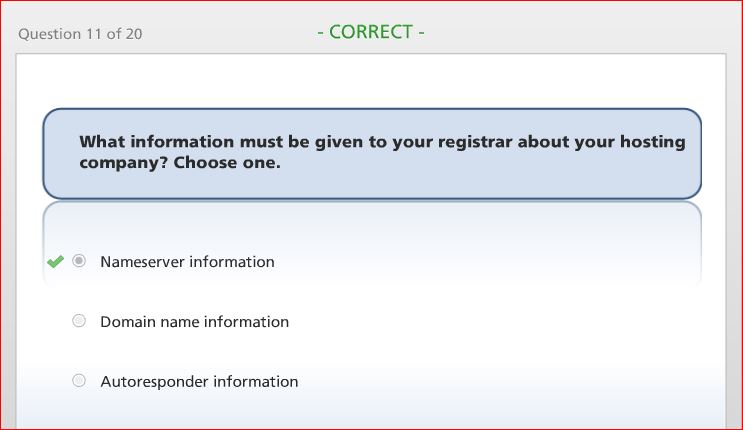 Question 11 of 20
- CORRECT -
What information must be given to your registrar about your hosting
company? Choose one.
Nameserver information
Domain name information
Autoresponder information